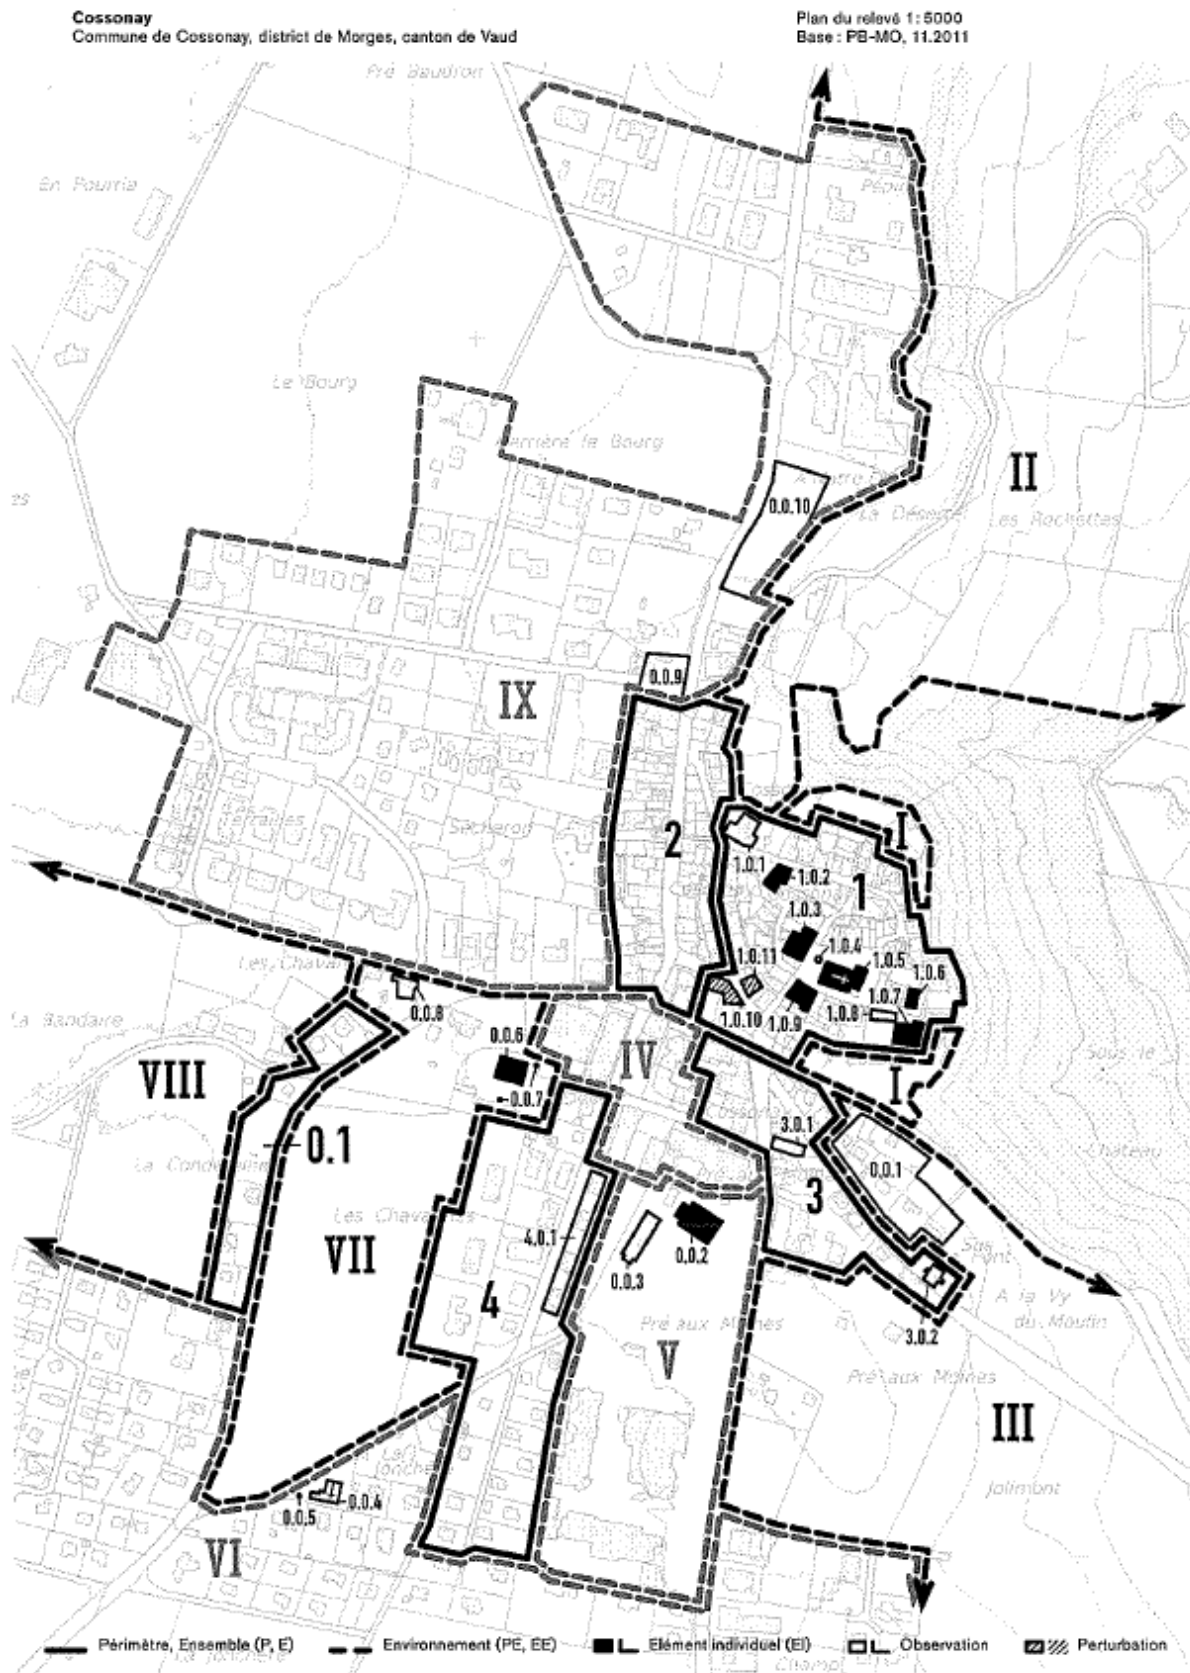 Cossonay
Commune de Cossonay, district de Morges, canton de Vaud
Plan du relevé 1:5000
Base: PB-MO, 11.2011
Pré Baudron
En Pourria
Le Bourg
Derrière le Bourg
II
0.0.10
Les Rochettes
0.0.9
IX
2
I
1.0.1
1.0.2
1
1.0.3
1.0.4
1.0.11
1.0.5
1.0.6
1.0.7
1.0.8
1.0.10
1.0.9
0.0.8
La Bandaire
0.0.6
IV
VIII
0.0.7
I
Sous le
Château
0.1
3.0.1
0.0.1
3
Les Chavannes
VII
4.0.1
0.0.2
0.0.3
4
A la Vy
du Moulin
Pré aux Moines
3.0.2
V
Pré aux Moines
III
Jolimont
0.0.4
0.0.5
VI
Périmètre, Ensemble (P, E)
Environnement (PE, EE)
Elément individuel (EI)
Observation
Perturbation
La Jonchère
Champ